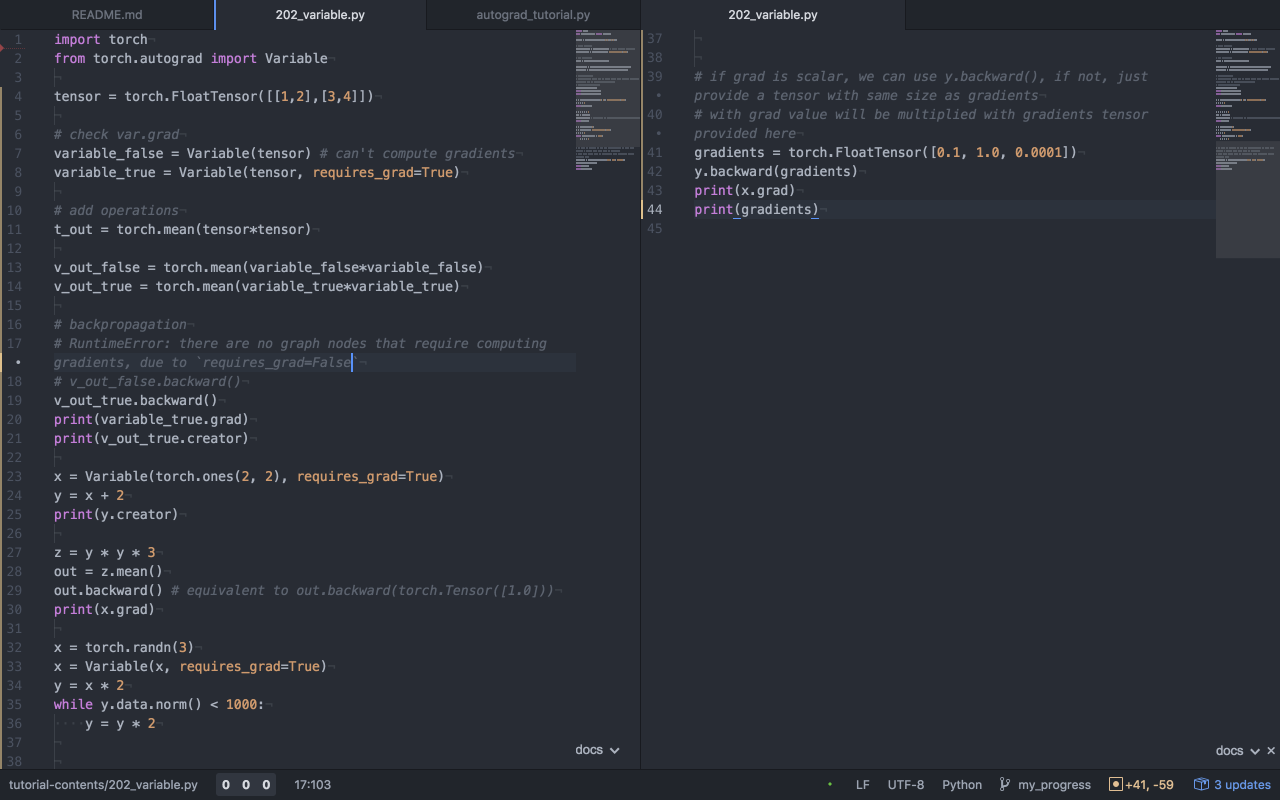 README.md
202_variable.py
autograd_tutorial.py
202_variable.py
1 import torch
2 from torch.autograd import Variable
3
4 tensor = torch.FloatTensor([[1,2],[3,4]])
5
6 # check var.grad
7 variable_false = Variable(tensor) # can't compute gradients
8 variable_true = Variable(tensor, requires_grad=True)
9
10 # add operations
11 t_out = torch.mean(tensor*tensor)
12
13 v_out_false = torch.mean(variable_false*variable_false)
14 v_out_true = torch.mean(variable_true*variable_true)
15
16 # backpropagation
17 # RuntimeError: there are no graph nodes that require computing
• gradients, due to `requires_grad=False`
18 # v_out_false.backward()
19 v_out_true.backward()
20 print(variable_true.grad)
21 print(v_out_true.creator)
22
23 x = Variable(torch.ones(2, 2), requires_grad=True)
24 y = x + 2
25 print(y.creator)
26
27 z = y * y * 3
28 out = z.mean()
29 out.backward() # equivalent to out.backward(torch.Tensor([1.0]))
30 print(x.grad)
31
32 x = torch.randn(3)
33 x = Variable(x, requires_grad=True)
34 y = x * 2
35 while y.data.norm() < 1000:
36     y = y * 2
37
38
docs
37
38
39 # if grad is scalar, we can use y.backward(), if not, just
• provide a tensor with same size as gradients
40 # with grad value will be multiplied with gradients tensor
• provided here
41 gradients = torch.FloatTensor([0.1, 1.0, 0.0001])
42 y.backward(gradients)
43 print(x.grad)
44 print(gradients)
45
docs ×
tutorial-contents/202_variable.py 0 0 0 17:103 LF UTF-8 Python my_progress +41, -59 3 updates